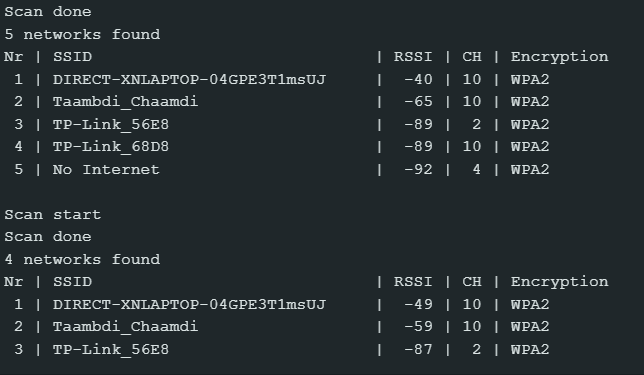 Scan done
5 networks found
Nr | SSID                             | RSSI | CH | Encryption
 1 | DIRECT-XNLAPTOP-04GPE3T1msUJ     |  -40 | 10 | WPA2
 2 | Taambdi_Chaamdi                  |  -65 | 10 | WPA2
 3 | TP-Link_56E8                     |  -89 |  2 | WPA2
 4 | TP-Link_68D8                     |  -89 | 10 | WPA2
 5 | No Internet                      |  -92 |  4 | WPA2

Scan start
Scan done
4 networks found
Nr | SSID                             | RSSI | CH | Encryption
 1 | DIRECT-XNLAPTOP-04GPE3T1msUJ     |  -49 | 10 | WPA2
 2 | Taambdi_Chaamdi                  |  -59 | 10 | WPA2
 3 | TP-Link_56E8                     |  -87 |  2 | WPA2